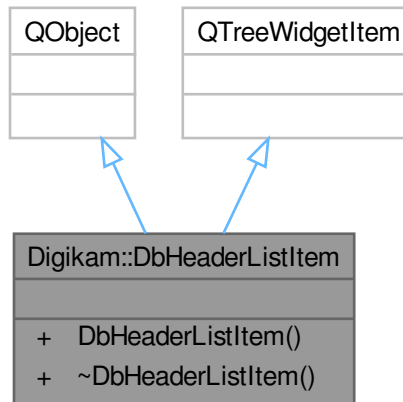 QObject
QTreeWidgetItem
Digikam::DbHeaderListItem
+ DbHeaderListItem()
+ ~DbHeaderListItem()